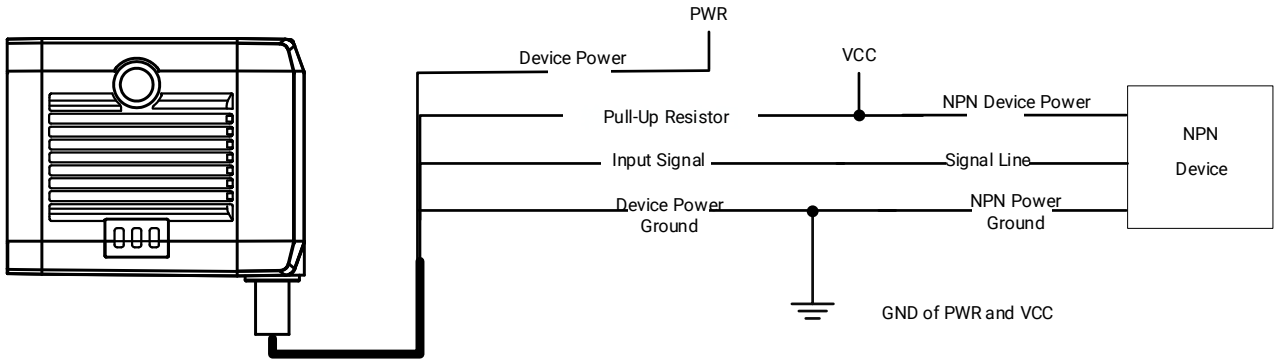 PWR
Device Power
VCC
NPN Device Power
Pull-Up Resistor
NPN
Input Signal
Signal Line
Device
Device Power
Ground
NPN Power
Ground
GND of PWR and VCC